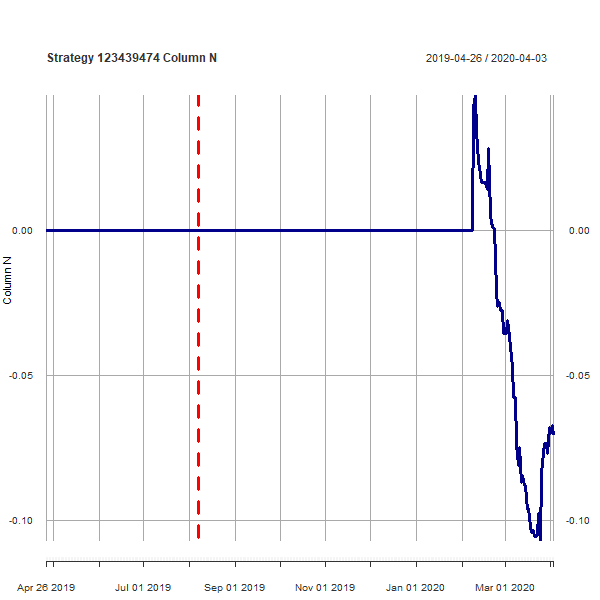 Strategy 123439474 Column N 2019-04-26 / 2020-04-03
0.00 0.00
Column N
-0.05 -0.05
-0.10 -0.10
Apr 26 2019 Jul 01 2019 Sep 01 2019 Nov 01 2019 Jan 01 2020 Mar 01 2020